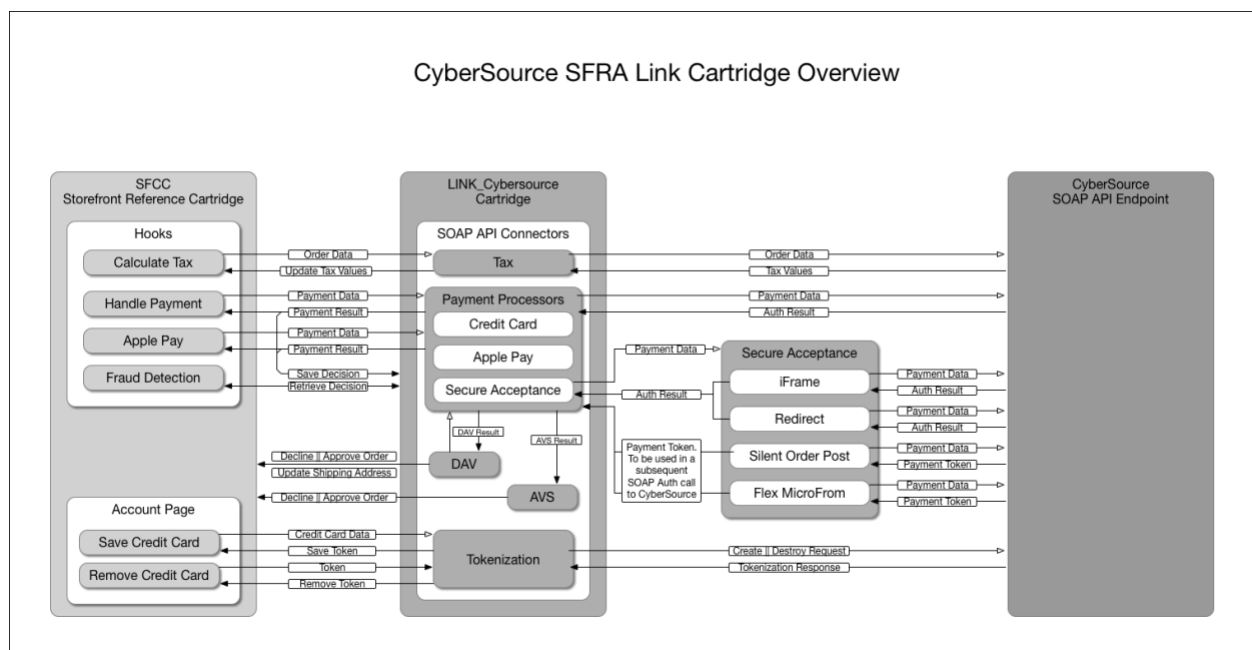 CyberSource SFRA Link Cartridge Overview
SFCC
Storefront Reference Cartridge
Hooks
Calculate Tax
Handle Payment
Apple Pay
Fraud Detection
Account Page
Save Credit Card
Remove Credit Card
Order Data
Update Tax Values
Payment Data
Payment Result
Payment Data
Payment Result
Save Decision
Retrieve Decision
Decline || Approve Order
Update Shipping Address
Decline || Approve Order
Credit Card Data
Save Token
Token
Remove Token
LINK_Cybersource
Cartridge
SOAP API Connectors
Tax
Payment Processors
Credit Card
Apple Pay
Secure Acceptance
DAV Result
AVS Result
DAV
AVS
Tokenization
Order Data
Tax Values
Payment Data
Auth Result
Payment Data
Auth Result
Payment Token.
To be used in a
subsequent
SOAP Auth call
to CyberSource
Secure Acceptance
iFrame
Redirect
Silent Order Post
Flex MicroFrom
Payment Data
Auth Result
Payment Data
Auth Result
Payment Data
Payment Token
Payment Data
Payment Token
Create || Destroy Request
Tokenization Response
CyberSource
SOAP API Endpoint